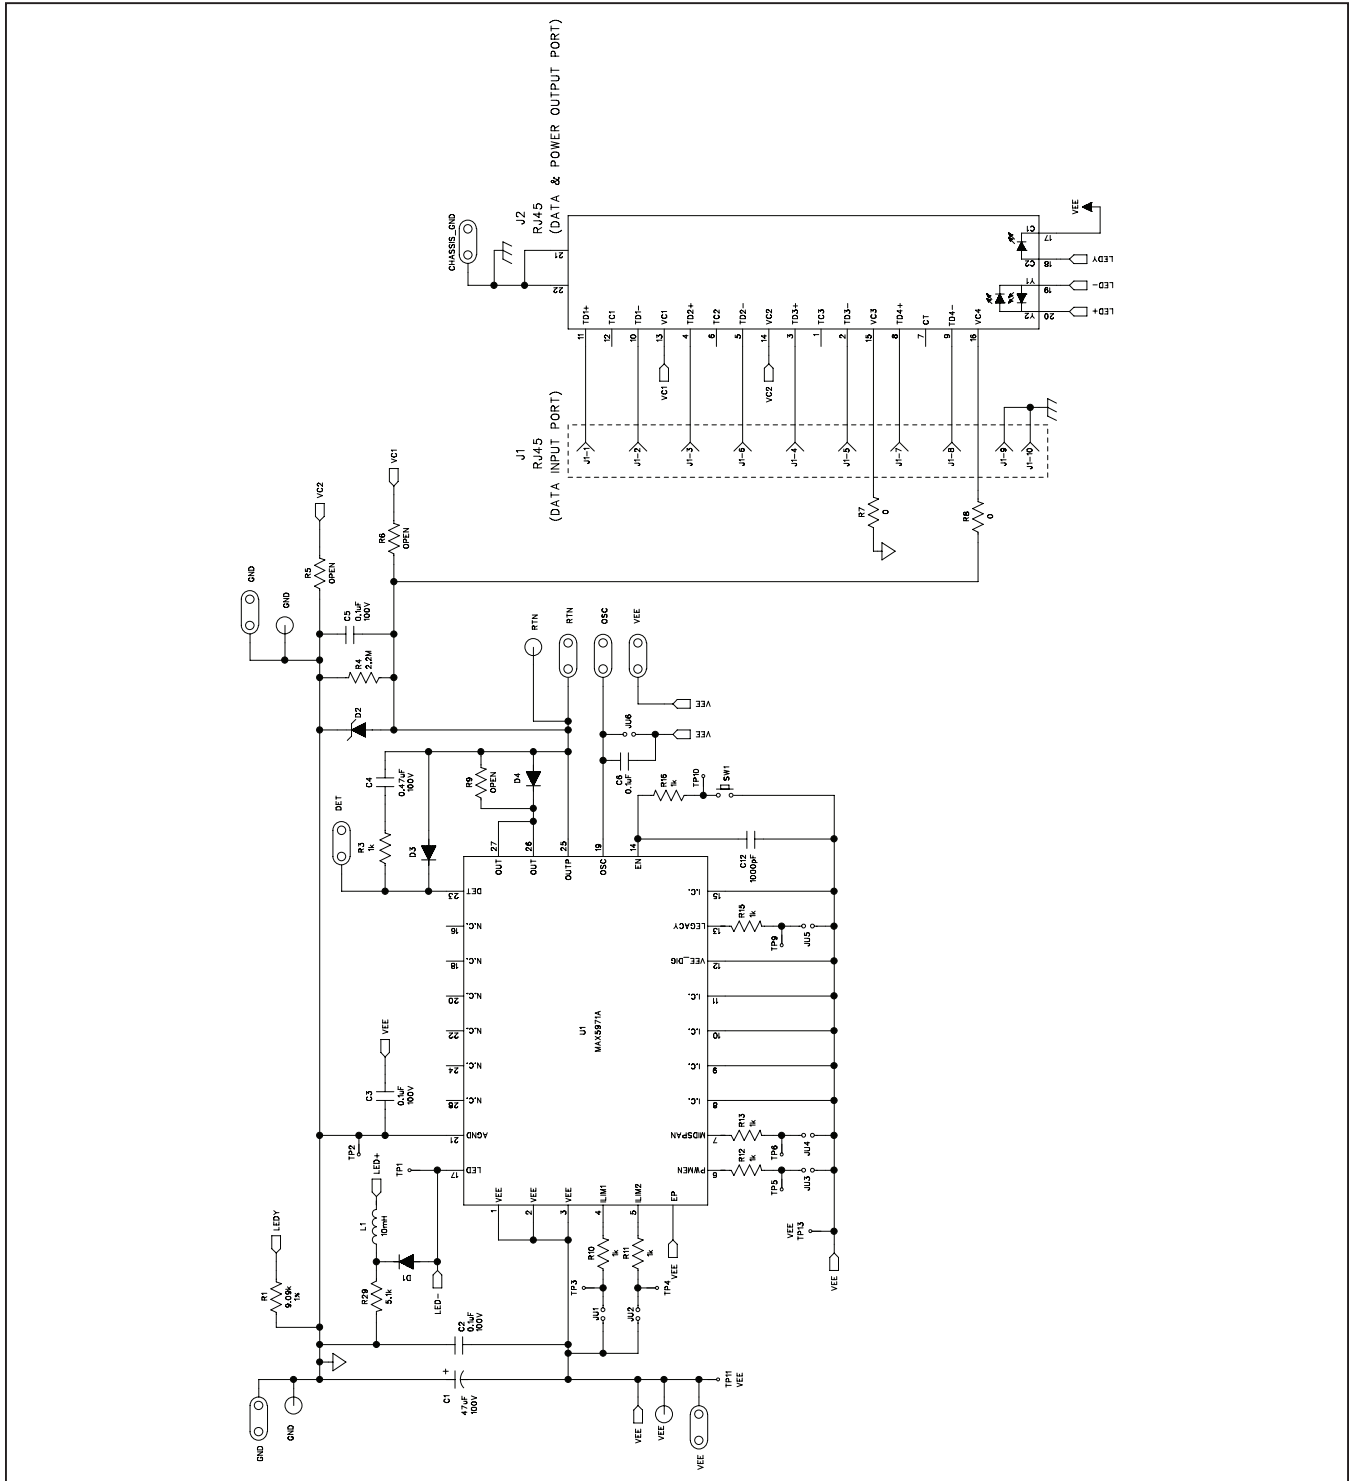 GND
GND
C1
+
47uF
100V
VEE
VEE
VEE
TP11
VEE
R1
9.09k
1%
LEDY
R29
5.1k
L1
10mH
LED+
D1
LED-
TP1
C2
0.1uF
100V
TP2
C3
0.1uF
100V
VEE
DET
R3
1k
C4
0.47uF
100V
D3
R9
OPEN
D4
D2
R4
2.2M
C5
0.1uF
100V
GND
GND
R5
OPEN
VC2
R6
OPEN
VC1
RTN
RTN
OSC
VEE
VEE
JU6
VEE
C6
0.1uF
R16
1k
TP10
SW1
C12
1000pF
U1
MAX5971A
17
LED
21
AGND
28
N.C.
24
N.C.
22
N.C.
20
N.C.
18
N.C.
16
N.C.
23
DET
1
VEE
2
VEE
3
VEE
4
ILIM1
5
ILIM2
EP
VEE
27
OUT
26
OUT
25
OUTP
19
OSC
14
EN
6
PWMEN
7
MIDSPAN
8
I.C.
9
I.C.
10
I.C.
11
I.C.
12
VEE_DIG
13
LEGACY
15
I.C.
R10
1k
TP3
JU1
R11
1k
TP4
JU2
R12
1k
TP5
JU3
R13
1k
TP6
JU4
R15
1k
TP9
JU5
VEE
TP13
VEE
J1
RJ45
(DATA INPUT PORT)
J1-1
J1-2
J1-3
J1-6
J1-4
J1-5
J1-7
J1-8
J1-9
J1-10
R7
0
R8
0
J2
RJ45
(DATA & POWER OUTPUT PORT)
CHASSIS_GND
22
21
11
TD1+
12
TC1
10
TD1-
13
VC1
VC1
4
TD2+
6
TC2
5
TD2-
14
VC2
VC2
3
TD3+
1
TC3
2
TD3-
15
VC3
8
TD4+
7
CT
9
TD4-
16
VC4
Y2
20
LED+
Y1
19
LED-
C2
18
LEDY
C1
17
VEE